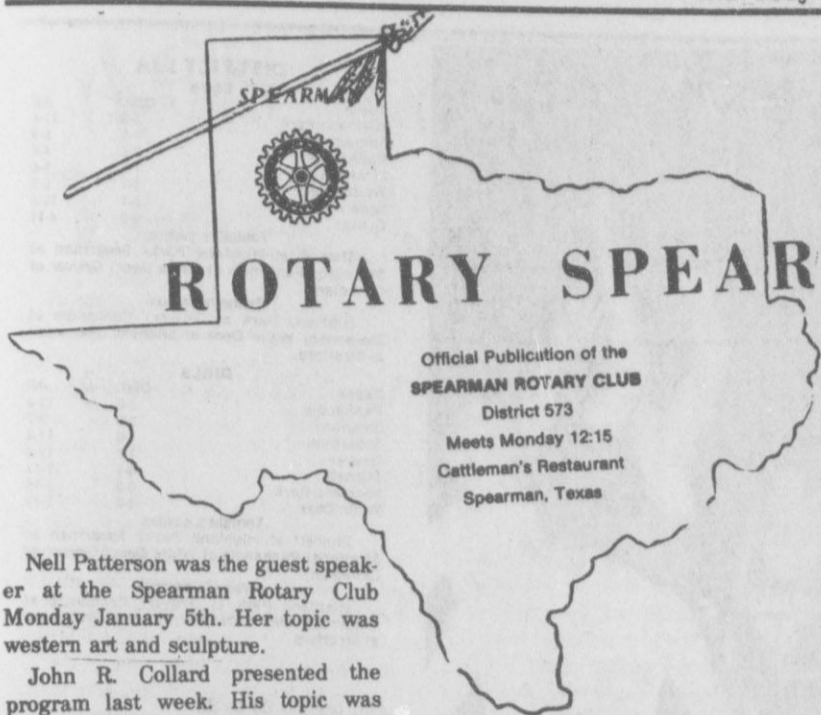 SPEARMAN
ROTARY SPEAR
Official Publication of the
SPEARMAN ROTARY CLUB
District 573
Meets Monday 12:15
Cattleman's Restaurant
Spearman, Texas
Nell Patterson was the guest speak-
er at the Spearman Rotary Club
Monday January 5th. Her topic was
western art and sculpture.
John R. Collard presented the
program last week. His topic was